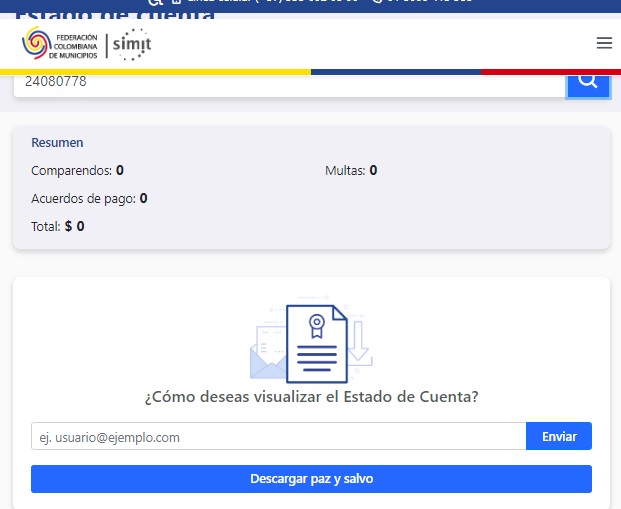 Estado de cuenta
FEDERACIÓN
COLOMBIANA
DE MUNICIPIOS
simit
24080778
Resumen
Comparendos: 0
Multas: 0
Acuerdos de pago: 0
Total: $ 0
¿Cómo deseas visualizar el Estado de Cuenta?
ej. usuario@ejemplo.com
Enviar
Descargar paz y salvo